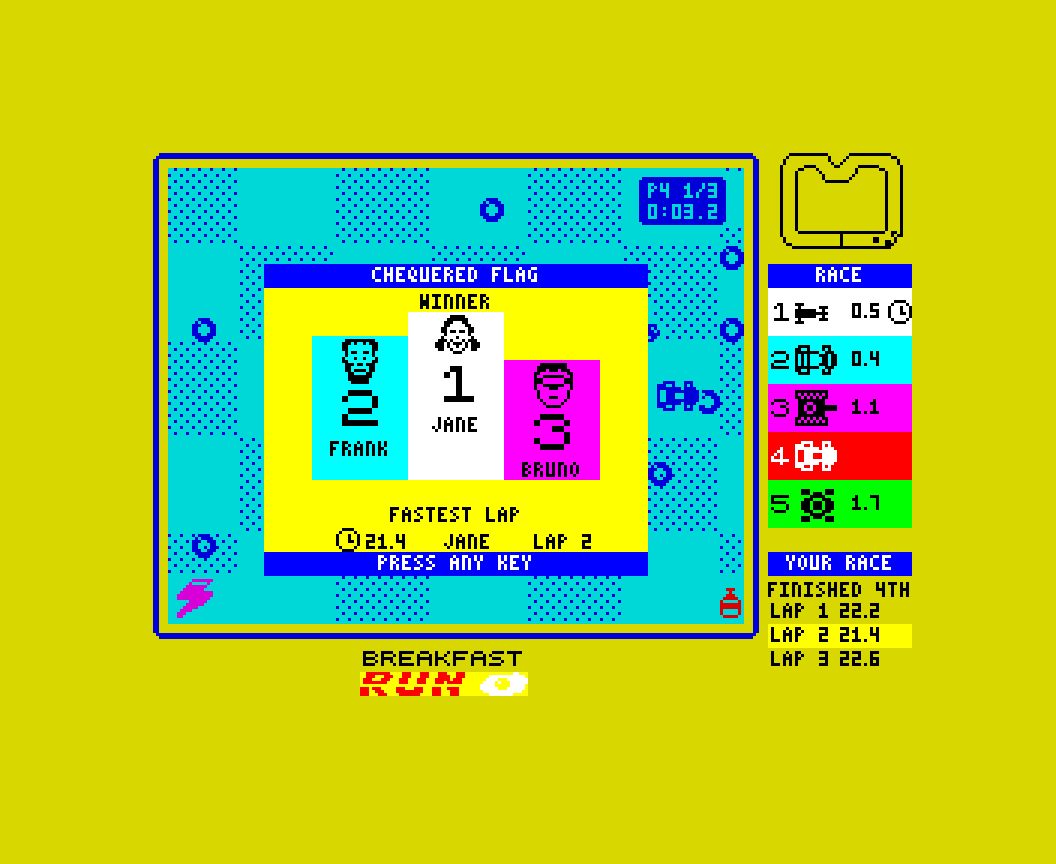 P4 1/3
0:03.2
CHEQUERED FLAG
WINNER
1
JANE
2
FRANK
3
BRUNO
FASTEST LAP
21.4 JANE LAP 2
PRESS ANY KEY
RACE
1 0.5
2 0.4
3 1.1
4
5 1.7
YOUR RACE
FINISHED 4TH
LAP 1 22.2
LAP 2 21.4
LAP 3 22.6
BREAKFAST
RUN